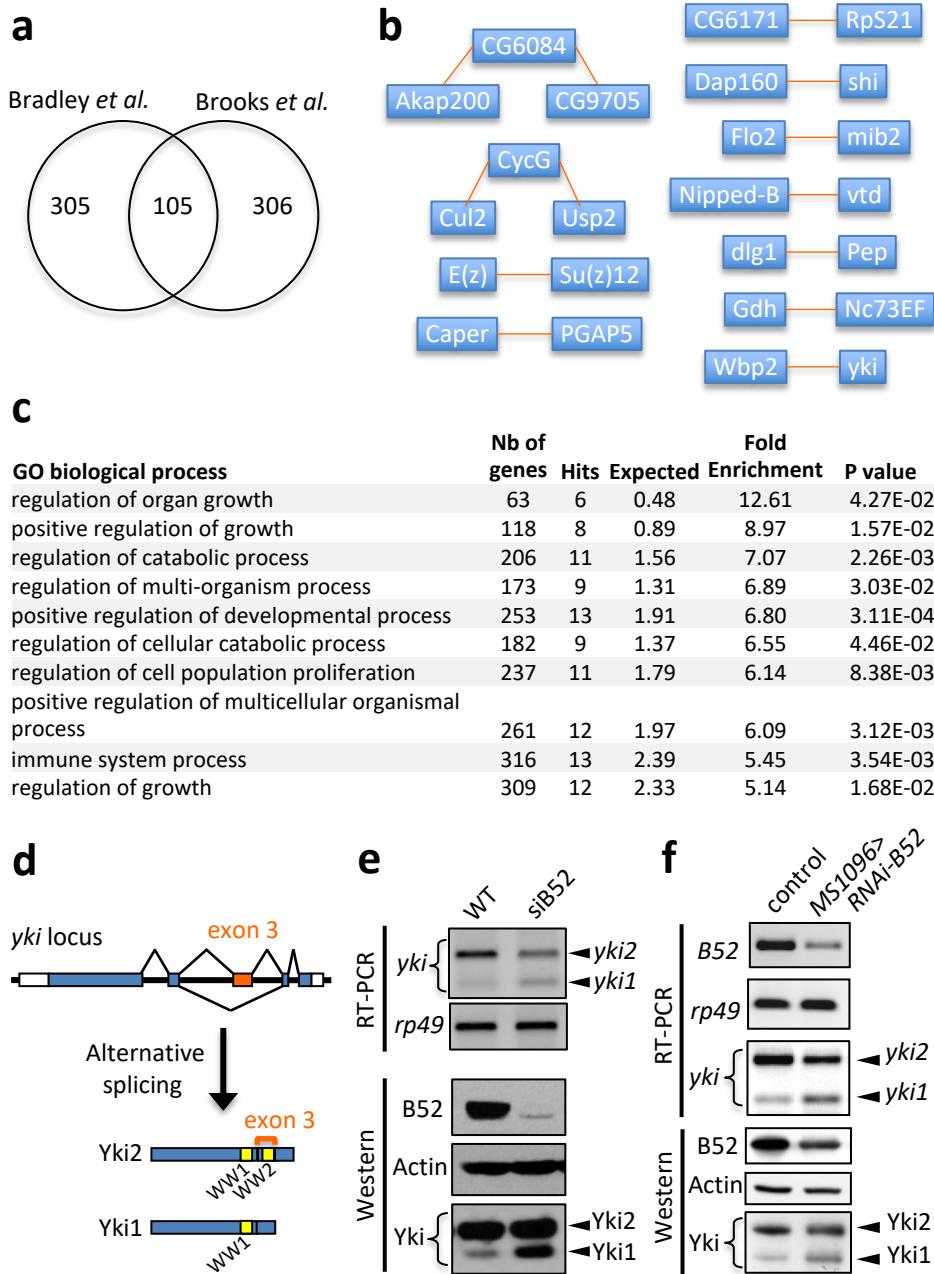 a
Bradley et al.
Brooks et al.
305
105
306
b
CG6084
Akap200
CG9705
CycG
Cul2
Usp2
E(z)
Su(z)12
Caper
PGAP5
CG6171
RpS21
Dap160
shi
Flo2
mib2
Nipped-B
vtd
dlg1
Pep
Gdh
Nc73EF
Wbp2
yki
c
GO biological process Nb of genes Hits Expected Fold Enrichment P value
regulation of organ growth 63 6 0.48 12.61 4.27E-02
positive regulation of growth 118 8 0.89 8.97 1.57E-02
regulation of catabolic process 206 11 1.56 7.07 2.26E-03
regulation of multi-organism process 173 9 1.31 6.89 3.03E-02
positive regulation of developmental process 253 13 1.91 6.80 3.11E-04
regulation of cellular catabolic process 182 9 1.37 6.55 4.46E-02
regulation of cell population proliferation 237 11 1.79 6.14 8.38E-03
positive regulation of multicellular organismal
process 261 12 1.97 6.09 3.12E-03
immune system process 316 13 2.39 5.45 3.54E-03
regulation of growth 309 12 2.33 5.14 1.68E-02
d
yki locus
exon 3
Alternative
splicing
exon 3
Yki2
WW1
WW2
Yki1
WW1
e
WT
siB52
RT-PCR
yki
yki2
yki1
rp49
Western
B52
Actin
Yki
Yki2
Yki1
f
control
MS1096>
RNAi-B52
RT-PCR
B52
rp49
yki
yki2
yki1
Western
B52
Actin
Yki
Yki2
Yki1